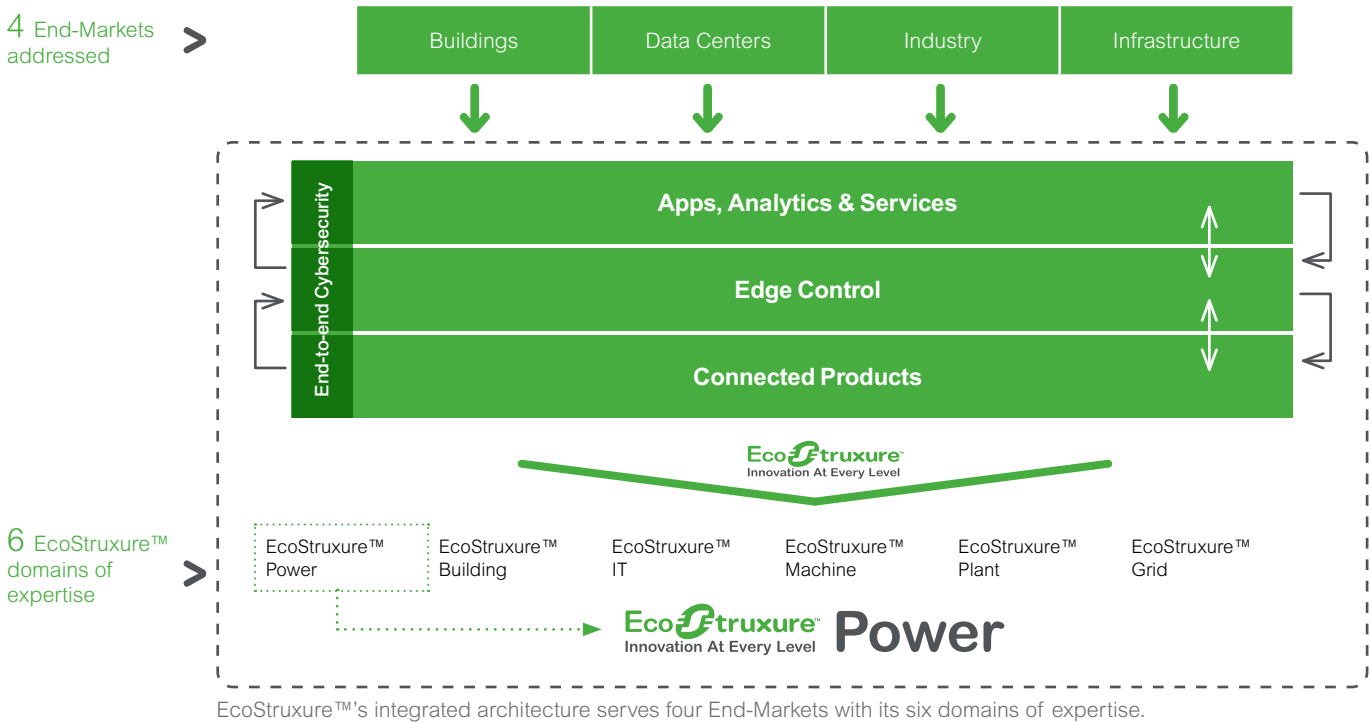 4 End-Markets
addressed
Buildings
Data Centers
Industry
Infrastructure
End-to-end Cybersecurity
Apps, Analytics & Services
Edge Control
Connected Products
EcoStruxure™
Innovation At Every Level
6 EcoStruxure™
domains of
expertise
EcoStruxure™
Power
EcoStruxure™
Building
EcoStruxure™
IT
EcoStruxure™
Machine
EcoStruxure™
Plant
EcoStruxure™
Grid
EcoStruxure™ Power
Innovation At Every Level
EcoStruxure™'s integrated architecture serves four End-Markets with its six domains of expertise.